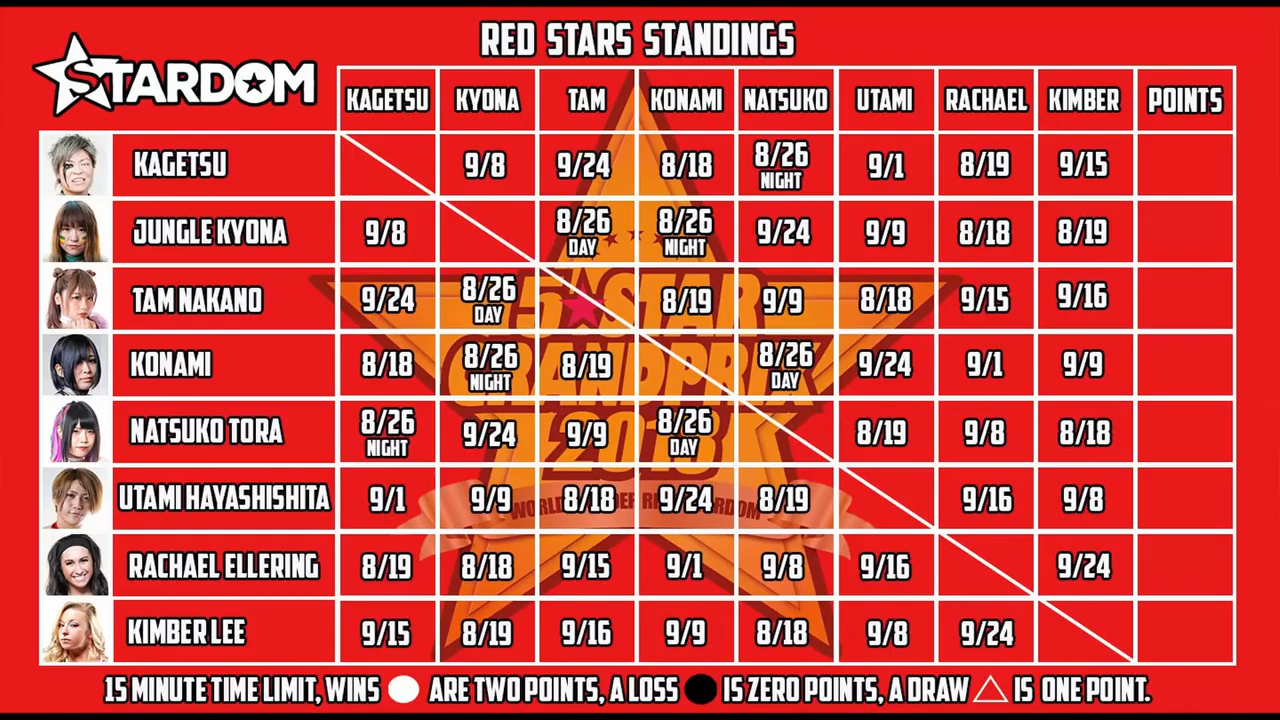 RED STARS STANDINGS
STARDOM
KAGETSU KYONA TAM KONAMI NATSUKO UTAMI RACHAEL KIMBER POINTS
KAGETSU 9/8 9/24 8/18 8/26 NIGHT 9/1 8/19 9/15
JUNGLE KYONA 9/8 8/26 DAY 8/26 NIGHT 9/24 9/9 8/18 8/19
TAM NAKANO 9/24 8/26 DAY 8/19 9/9 8/18 9/15 9/16
KONAMI 8/18 8/26 NIGHT 8/19 8/26 DAY 9/24 9/1 9/9
NATSUKO TORA 8/26 NIGHT 9/24 9/9 8/26 DAY 8/19 9/8 8/18
UTAMI HAYASHISHITA 9/1 9/9 8/18 9/24 8/19 9/16 9/8
RACHAEL ELLERING 8/19 8/18 9/15 9/1 9/8 9/16 9/24
KIMBER LEE 9/15 8/19 9/16 9/9 8/18 9/8 9/24
5★STAR
GRANDPRIX
15 MINUTE TIME LIMIT, WINS ARE TWO POINTS, A LOSS IS ZERO POINTS, A DRAW IS ONE POINT.